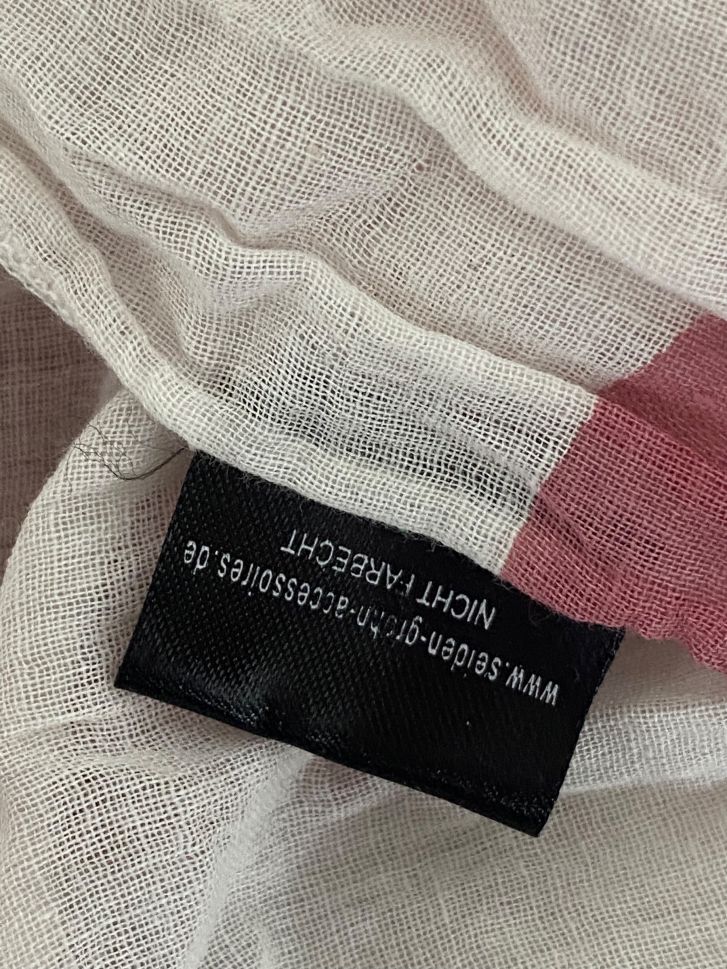 www.seiden-grohn-accessoires.de
NICHT FARBECHT